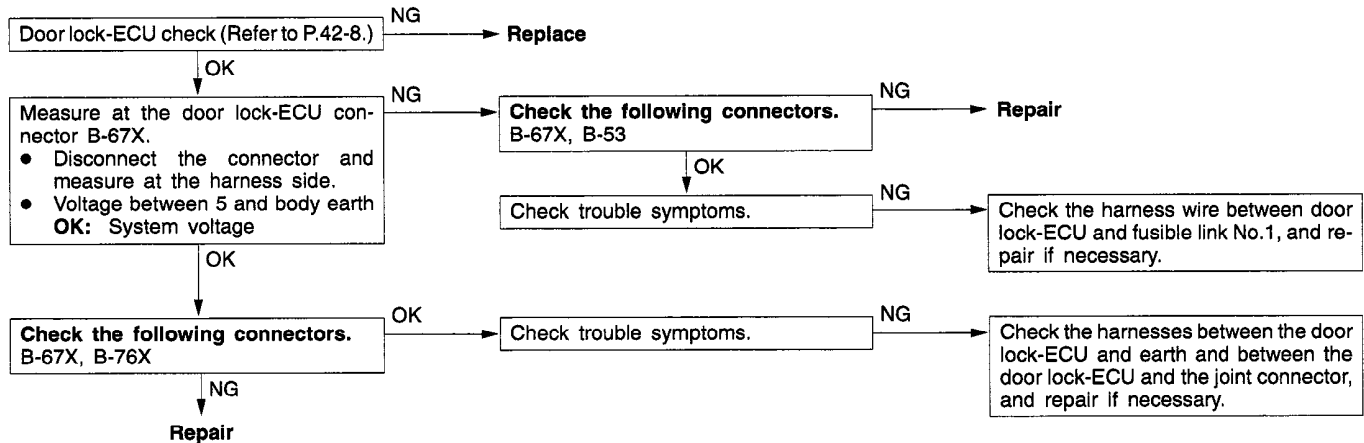 Door lock-ECU check (Refer to P.42-8.)
NG
Replace
OK
Measure at the door lock-ECU con-
nector B-67X.
● Disconnect the connector and
measure at the harness side.
● Voltage between 5 and body earth
OK: System voltage
NG
Check the following connectors.
B-67X, B-53
NG
Repair
OK
Check trouble symptoms.
NG
Check the harness wire between door
lock-ECU and fusible link No.1, and re-
pair if necessary.
OK
Check the following connectors.
B-67X, B-76X
OK
Check trouble symptoms.
NG
Check the harnesses between the door
lock-ECU and earth and between the
door lock-ECU and the joint connector,
and repair if necessary.
NG
Repair